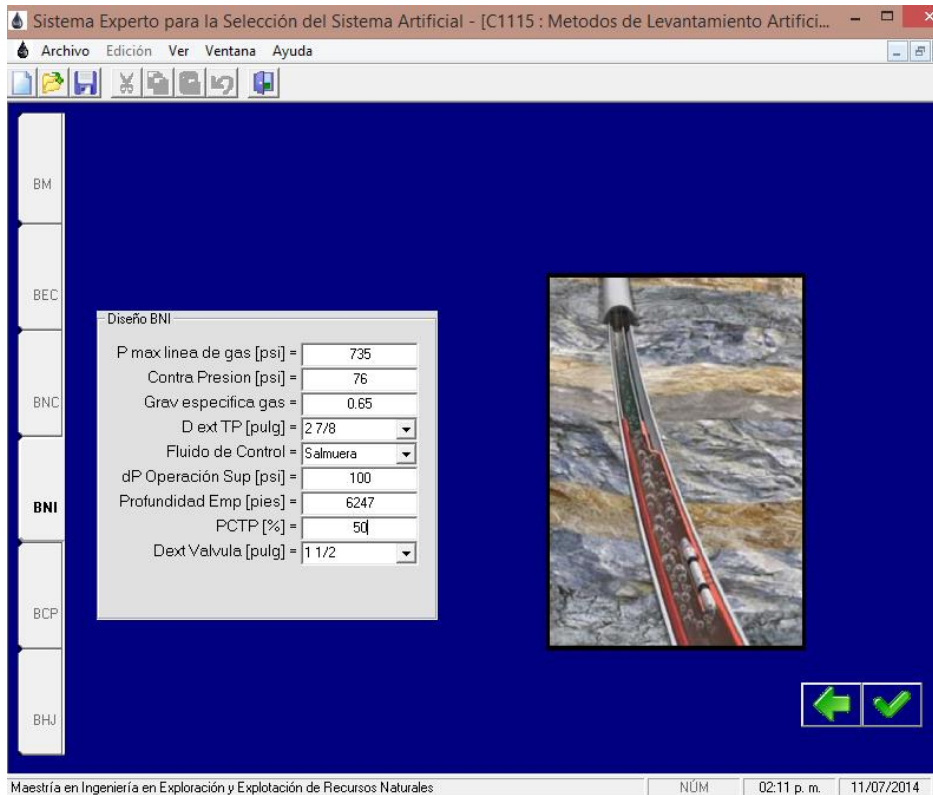 Sistema Experto para la Selección del Sistema Artificial - [C1115 : Metodos de Levantamiento Artifici...
Archivo Edición Ver Ventana Ayuda
BM
BEC
BNC
BNI
BCP
BHJ
Diseño BNI
P max linea de gas [psi] = 735
Contra Presion [psi] = 76
Grav especifica gas = 0.65
D ext TP [pulg] = 2 7/8
Fluido de Control = Salmuera
dP Operación Sup [psi] = 100
Profundidad Emp [pies] = 6247
PCTP [%] = 50
Dext Valvula [pulg] = 1 1/2
Maestría en Ingeniería en Exploración y Explotación de Recursos Naturales NÚM 02:11 p. m. 11/07/2014